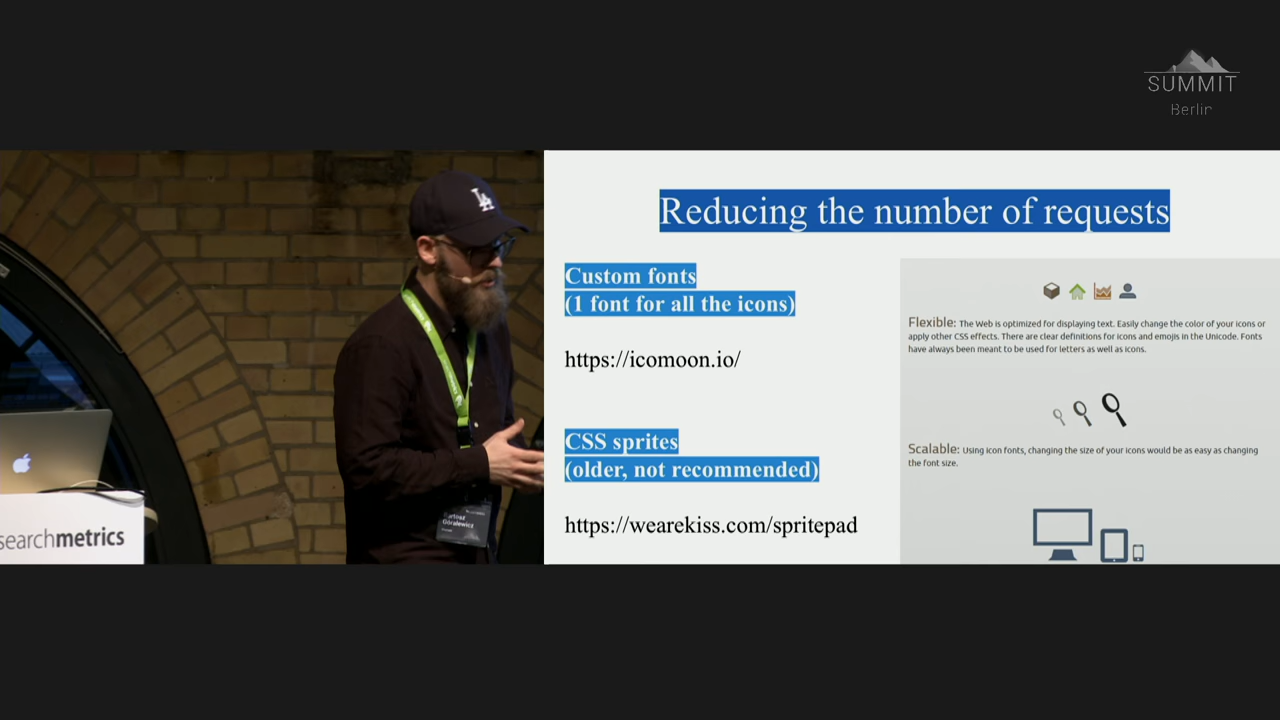 SUMMIT
Berlin
LA
searchmetrics
Bartosz
Góralewicz
Reducing the number of requests
Custom fonts
(1 font for all the icons)
https://icomoon.io/
CSS sprites
(older, not recommended)
https://wearekiss.com/spritepad
Flexible: The Web is optimized for displaying text. Easily change the color of your icons or
apply other CSS effects. There are clear definitions for icons and emojis in the Unicode. Fonts
have always been meant to be used for letters as well as icons.
Scalable: Using icon fonts, changing the size of your icons would be as easy as changing
the font size.